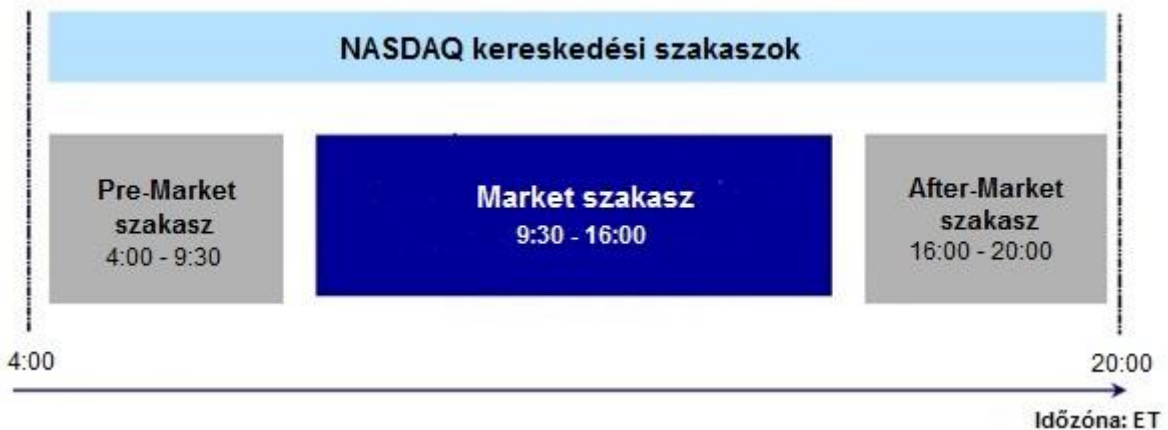 NASDAQ kereskedési szakaszok
Pre-Market
szakasz
4:00 - 9:30
Market szakasz
9:30 - 16:00
After-Market
szakasz
16:00 - 20:00
4:00
20:00
Időzóna: ET